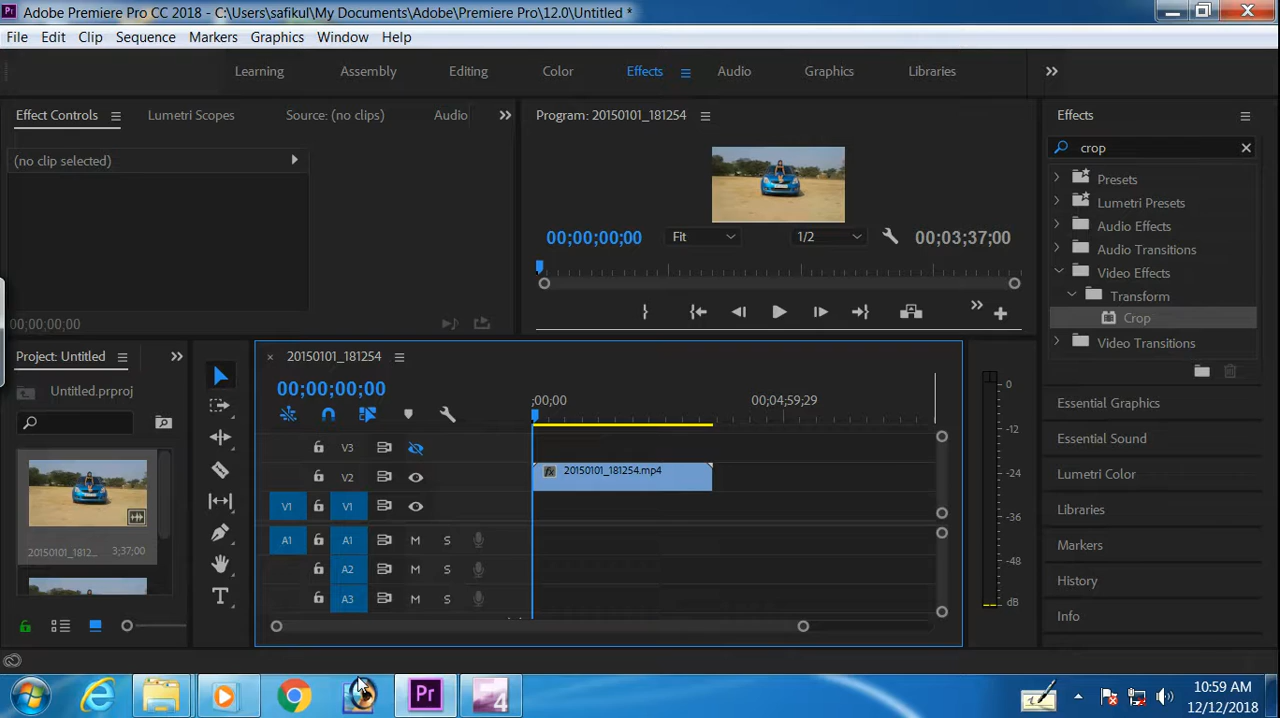 Adobe Premiere Pro CC 2018 - C:\Users\safikul\My Documents\Adobe\Premiere Pro\12.0\Untitled *
File Edit Clip Sequence Markers Graphics Window Help
Learning Assembly Editing Color Effects Audio Graphics Libraries
Effect Controls Lumetri Scopes Source: (no clips) Audio
(no clip selected)
00;00;00;00
Program: 20150101_181254
00;00;00;00 Fit 1/2 00;03;37;00
Effects
crop
Presets
Lumetri Presets
Audio Effects
Audio Transitions
Video Effects
Transform
Crop
Video Transitions
Essential Graphics
Essential Sound
Lumetri Color
Libraries
Markers
History
Info
Project: Untitled
Untitled.prproj
20150101_1812... 3;37;00
20150101_181254
00;00;00;00
;00;00 00;04;59;29
V3
V2
20150101_181254.mp4
V1 V1
A1 A1 M S
A2 M S
A3 M S
0
-12
-24
-36
-48
dB
10:59 AM
12/12/2018